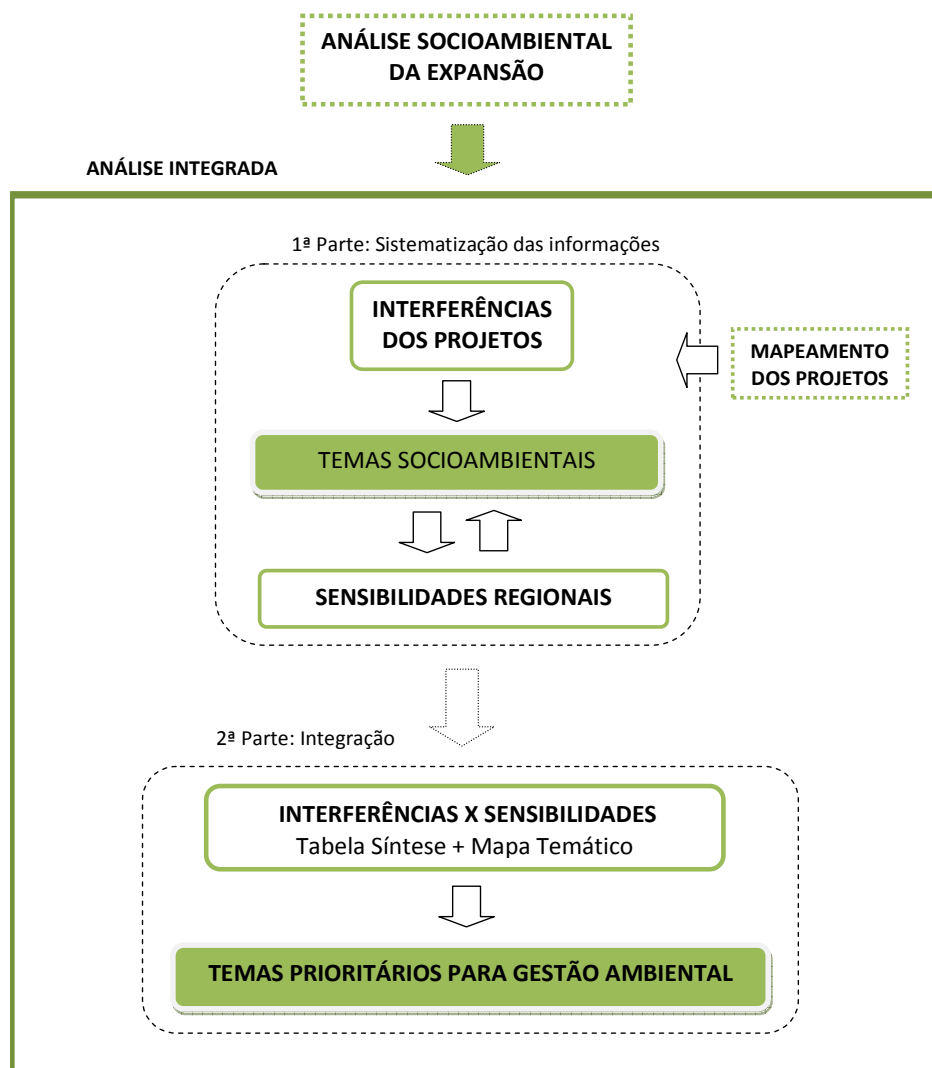 ANÁLISE SOCIOAMBIENTAL
DA EXPANSÃO
ANÁLISE INTEGRADA
1ª Parte: Sistematização das informações
INTERFERÊNCIAS
DOS PROJETOS
MAPEAMENTO
DOS PROJETOS
TEMAS SOCIOAMBIENTAIS
SENSIBILIDADES REGIONAIS
2ª Parte: Integração
INTERFERÊNCIAS X SENSIBILIDADES
Tabela Síntese + Mapa Temático
TEMAS PRIORITÁRIOS PARA GESTÃO AMBIENTAL